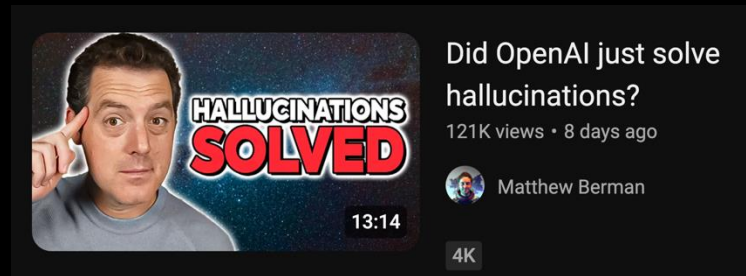 HALLUCINATIONS
SOLVED
13:14
Did OpenAI just solve
hallucinations?
121K views • 8 days ago
Matthew Berman
4K